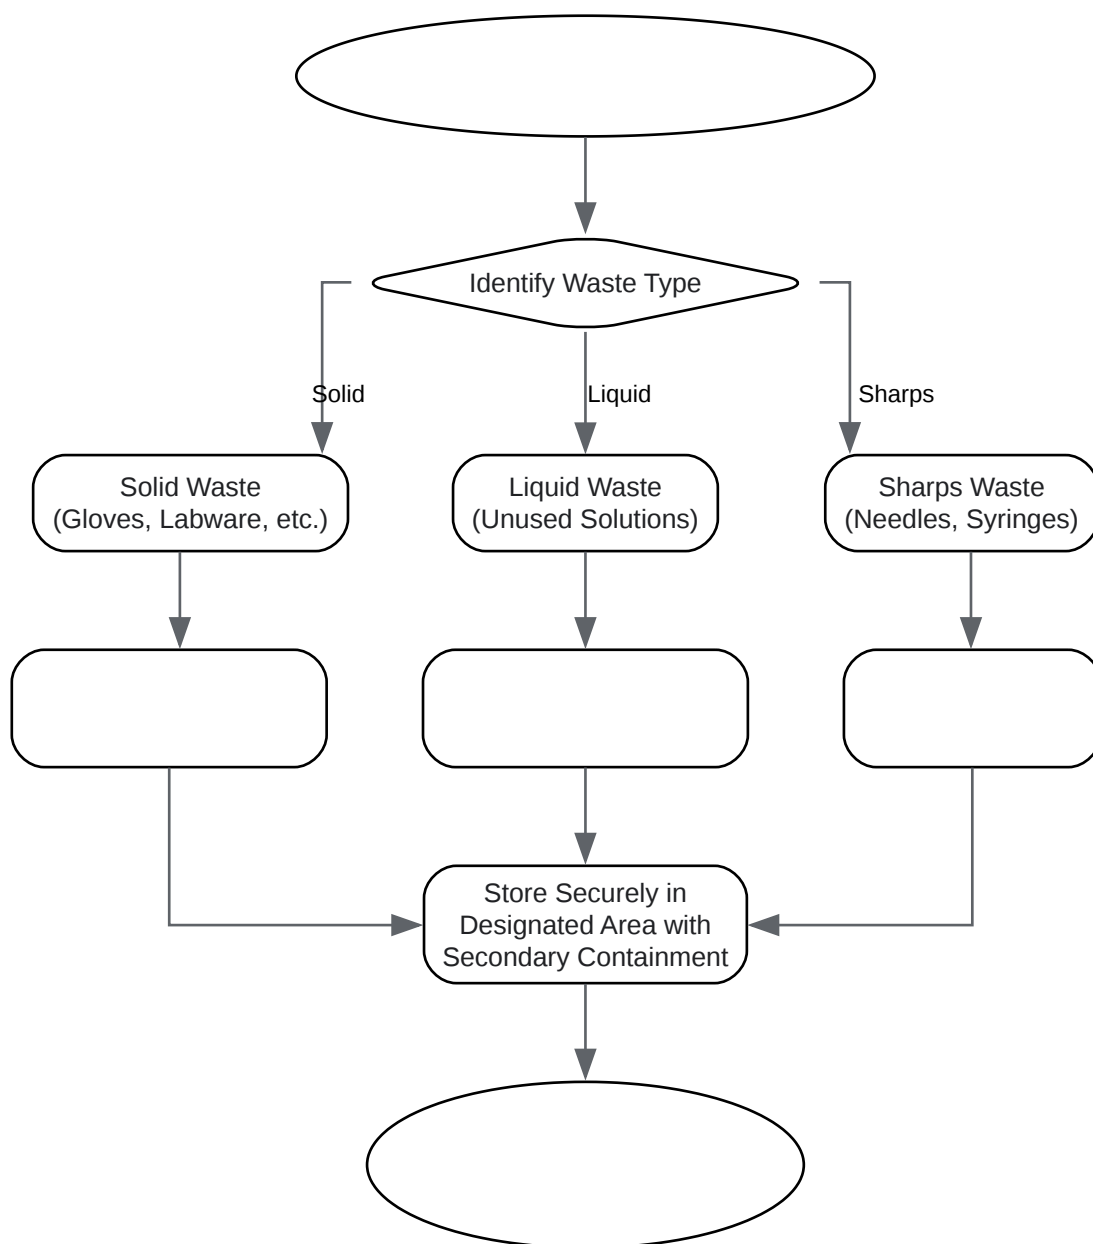 Identify Waste Type
Solid
Liquid
Sharps
Solid Waste
(Gloves, Labware, etc.)
Liquid Waste
(Unused Solutions)
Sharps Waste
(Needles, Syringes)
Store Securely in
Designated Area with
Secondary Containment